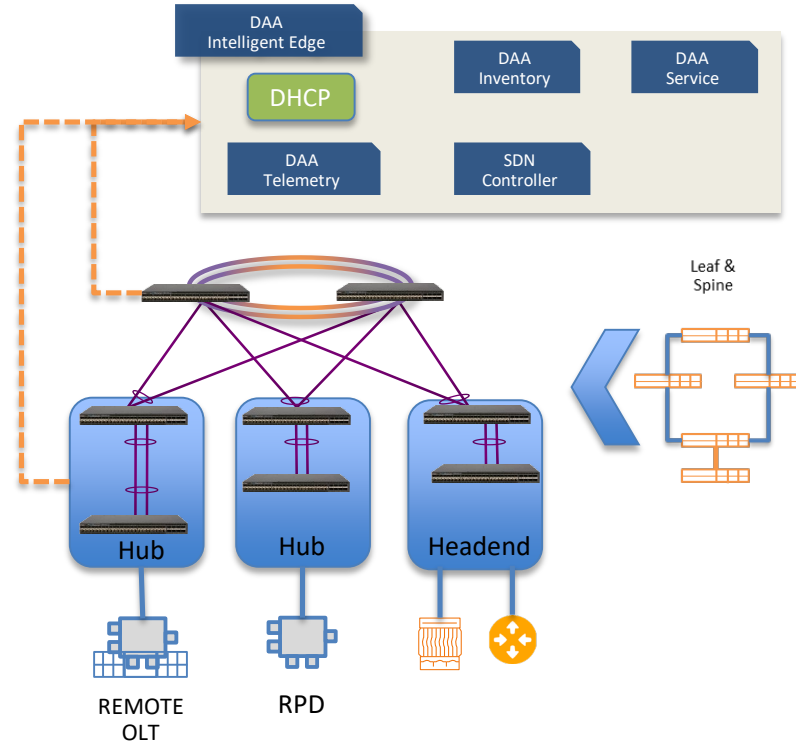 DAA
Intelligent Edge
DAA
Inventory
DAA
Service
DHCP
DAA
Telemetry
SDN
Controller
Leaf &
Spine
Hub
Hub
Headend
REMOTE
OLT
RPD